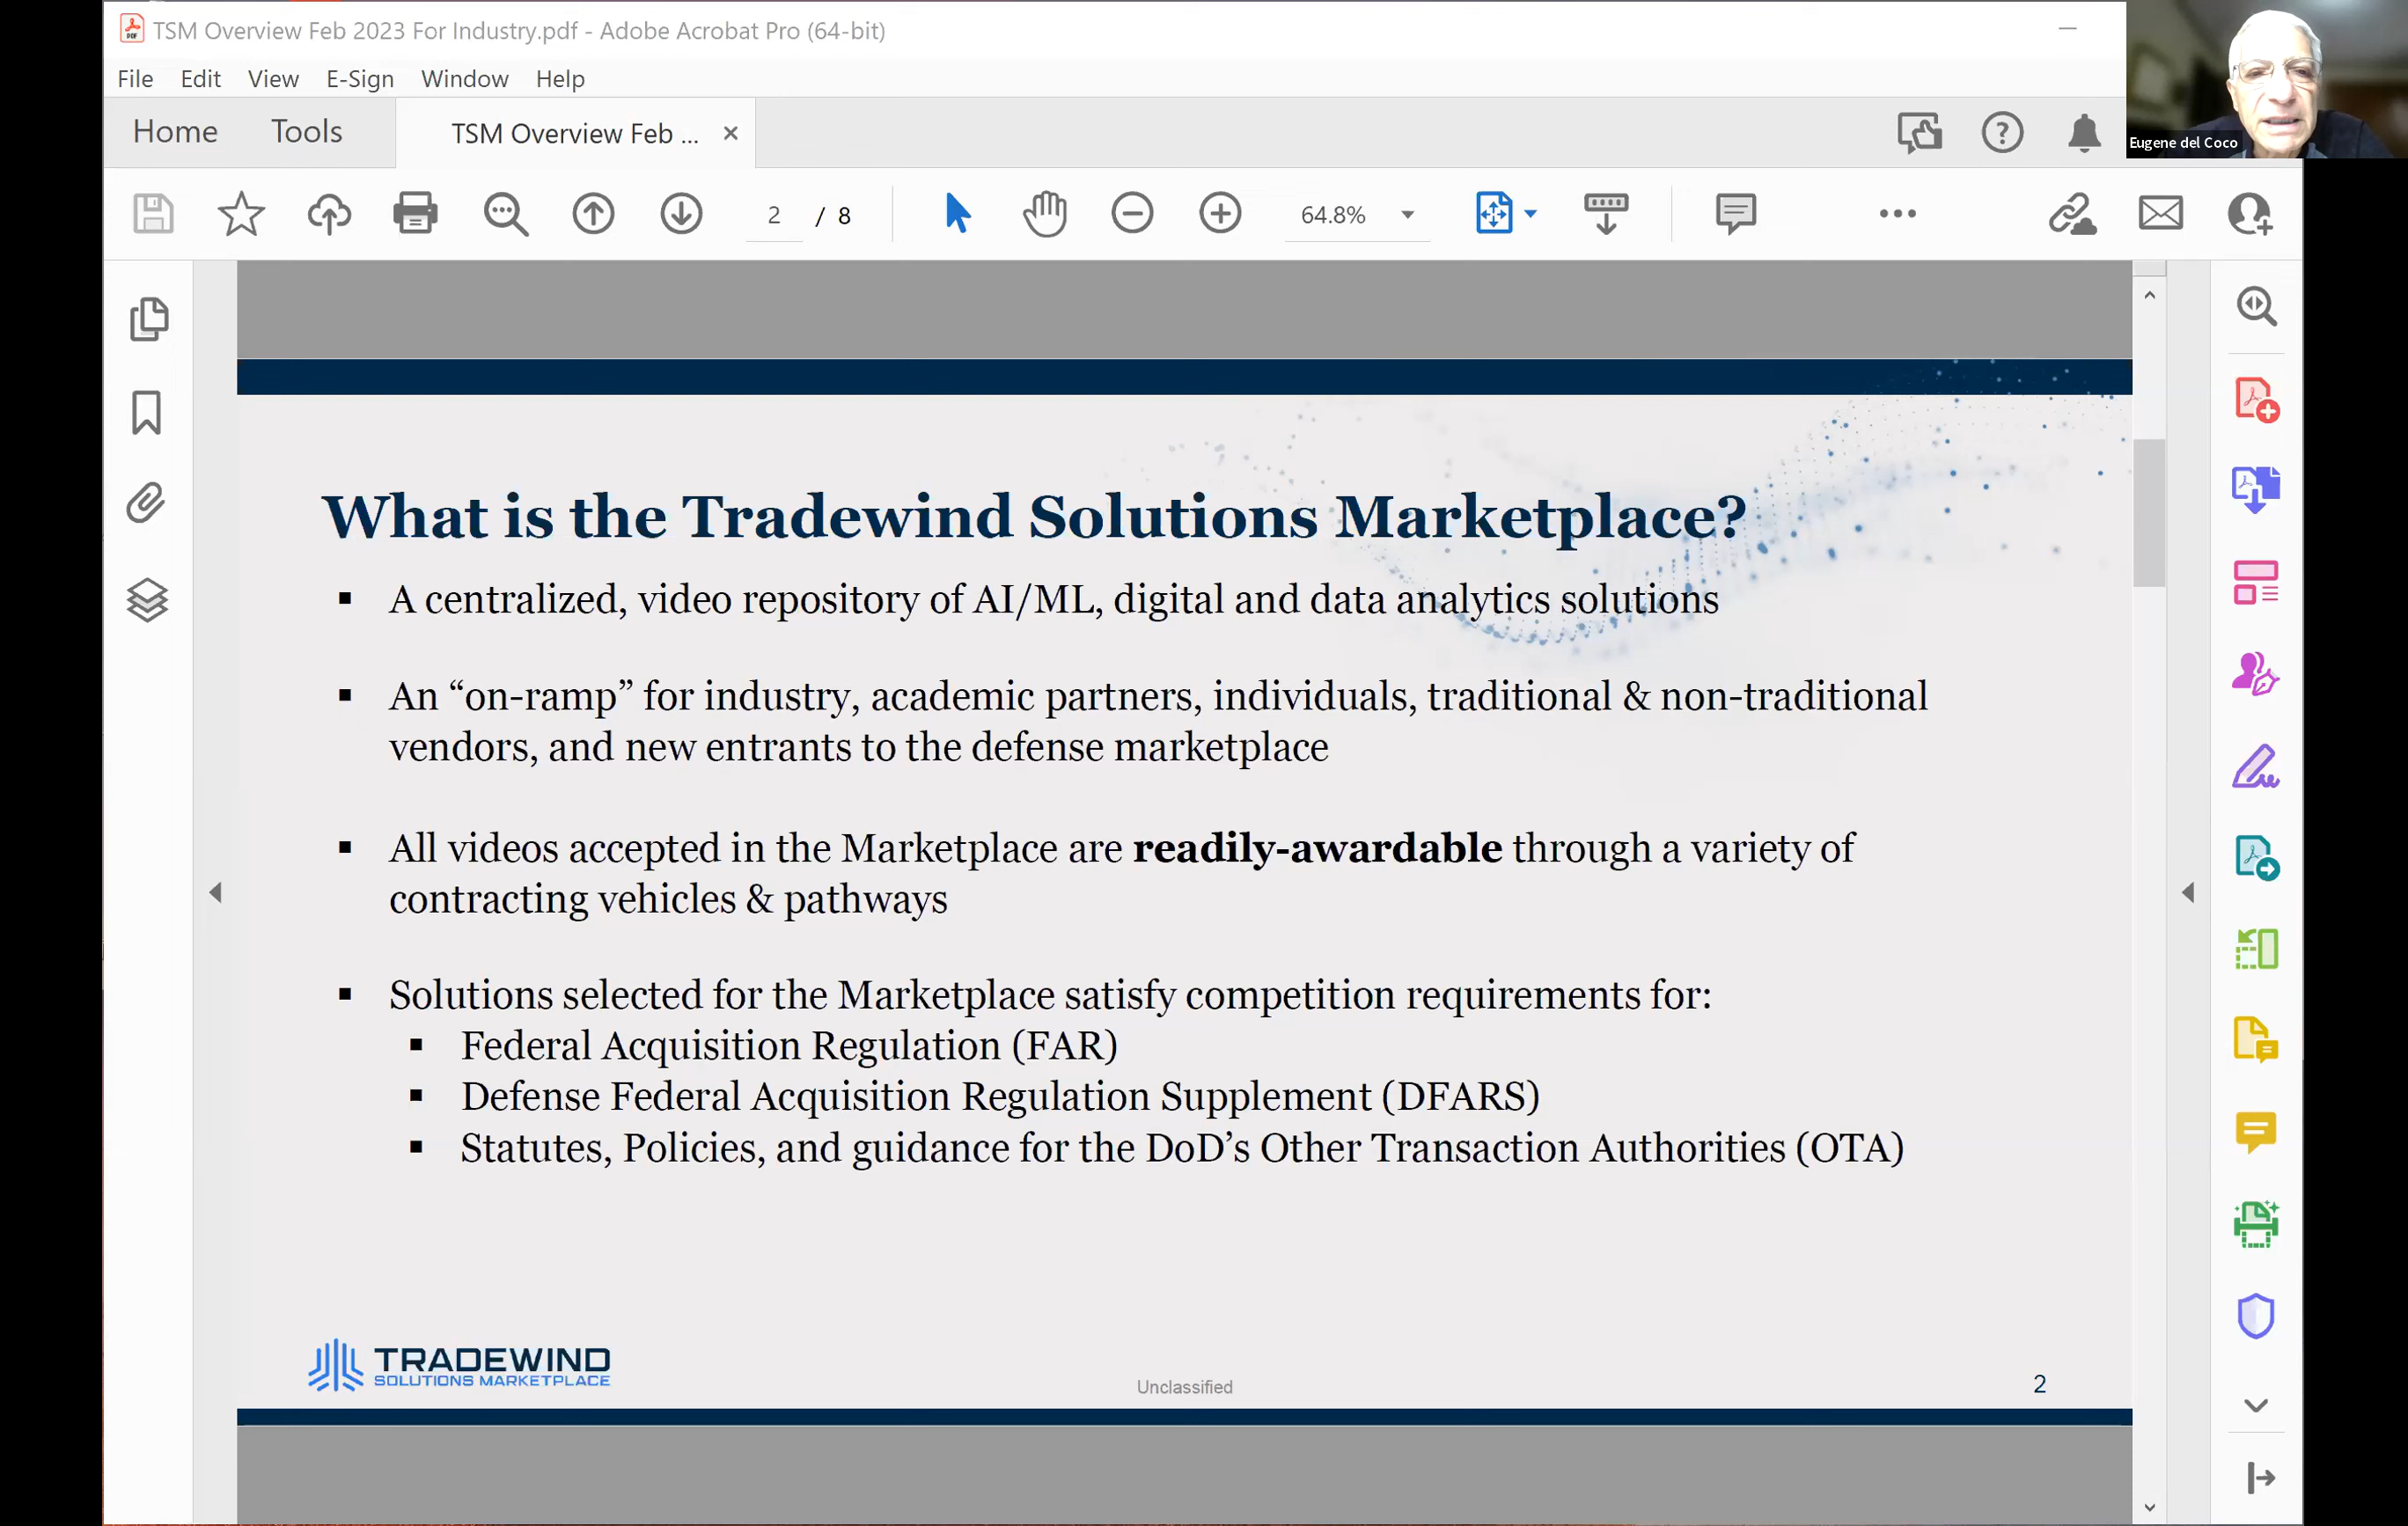 TSM Overview Feb 2023 For Industry.pdf - Adobe Acrobat Pro (64-bit)
File Edit View E-Sign Window Help
Home Tools TSM Overview Feb ...
Eugene del Coco
2 / 8 64.8%
What is the Tradewind Solutions Marketplace?
▪ A centralized, video repository of AI/ML, digital and data analytics solutions
▪ An “on-ramp” for industry, academic partners, individuals, traditional & non-traditional
vendors, and new entrants to the defense marketplace
▪ All videos accepted in the Marketplace are readily-awardable through a variety of
contracting vehicles & pathways
▪ Solutions selected for the Marketplace satisfy competition requirements for:
▪ Federal Acquisition Regulation (FAR)
▪ Defense Federal Acquisition Regulation Supplement (DFARS)
▪ Statutes, Policies, and guidance for the DoD’s Other Transaction Authorities (OTA)
TRADEWIND
SOLUTIONS MARKETPLACE
Unclassified
2